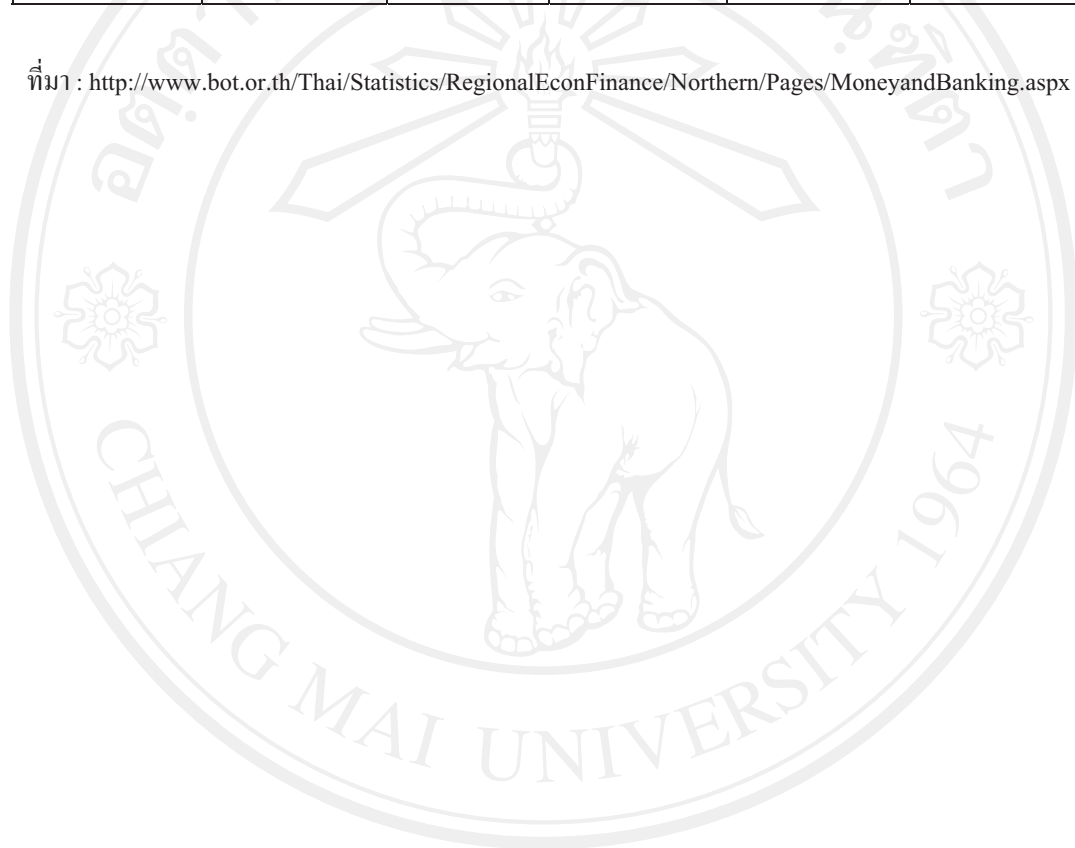 ที่มา : http://www.bot.or.th/Thai/Statistics/RegionalEconFinance/Northern/Pages/MoneyandBanking.aspx
CHIANG MAI UNIVERSITY 1964